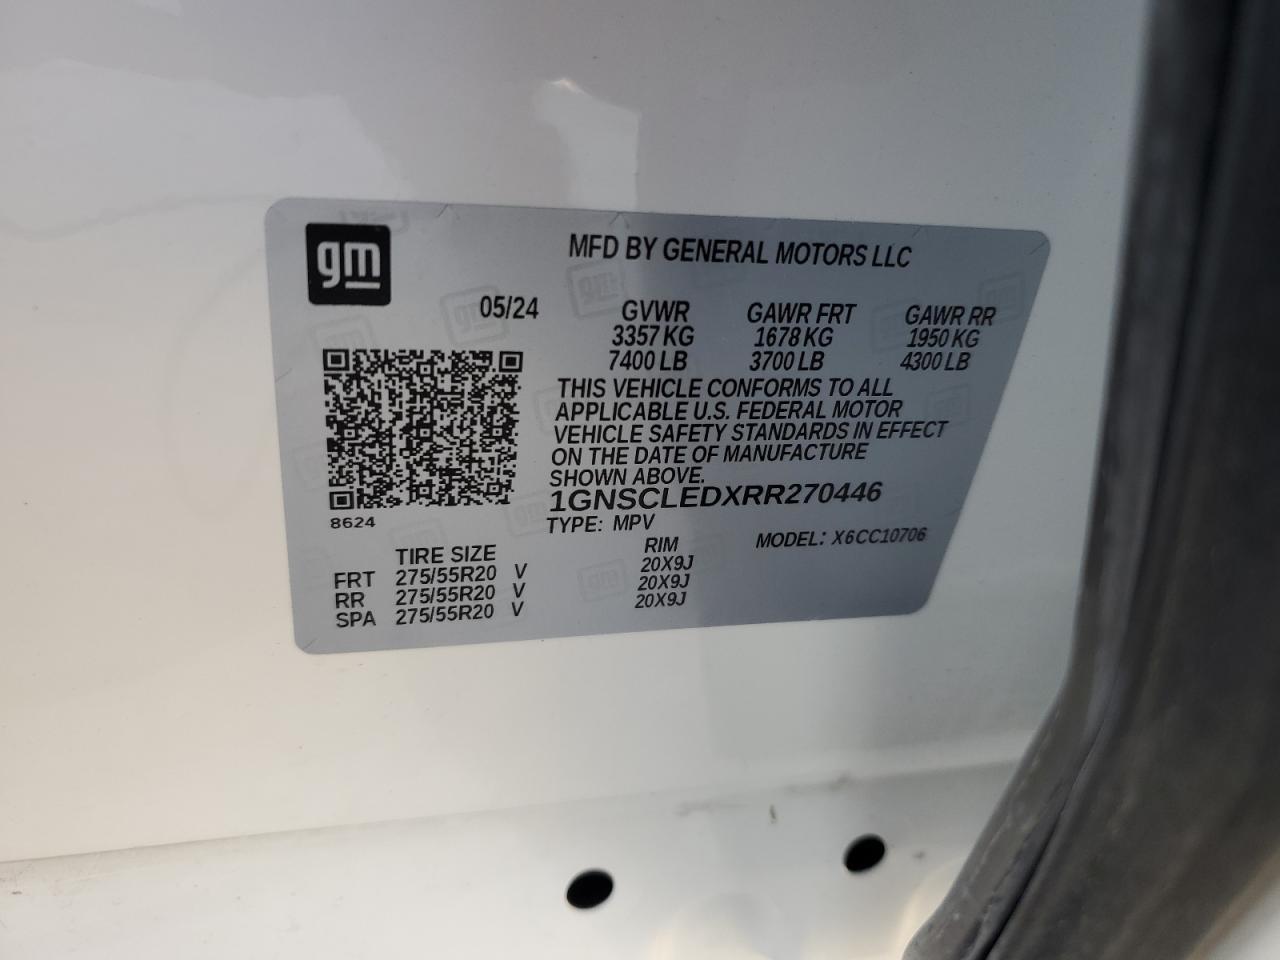 gm
MFD BY GENERAL MOTORS LLC
05/24 GVWR GAWR FRT GAWR RR
3357 KG 1678 KG 1950 KG
7400 LB 3700 LB 4300 LB
THIS VEHICLE CONFORMS TO ALL
APPLICABLE U.S. FEDERAL MOTOR
VEHICLE SAFETY STANDARDS IN EFFECT
ON THE DATE OF MANUFACTURE
SHOWN ABOVE.
1GNSCLEDXRR270446
8624
TYPE: MPV MODEL: X6CC10706
TIRE SIZE RIM
FRT 275/55R20 V 20X9J
RR 275/55R20 V 20X9J
SPA 275/55R20 V 20X9J